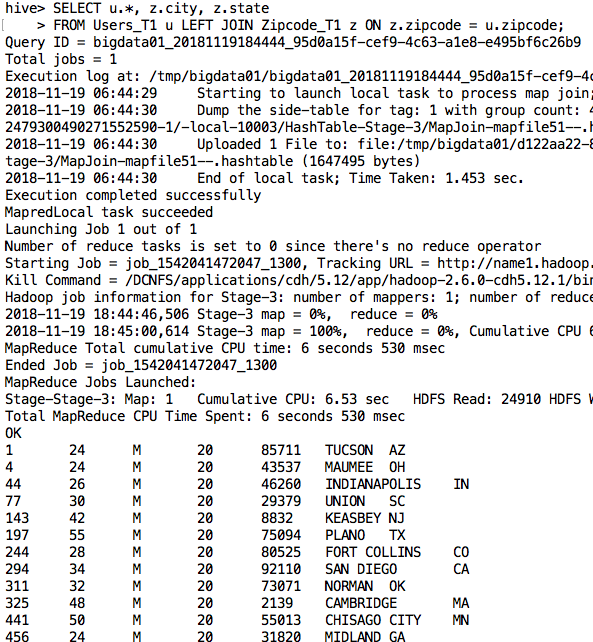 hive> SELECT u.*, z.city, z.state
    > FROM Users_T1 u LEFT JOIN Zipcode_T1 z ON z.zipcode = u.zipcode;
Query ID = bigdata01_20181119184444_95d0a15f-cef9-4c63-a1e8-e495bf6c26b9
Total jobs = 1
Execution log at: /tmp/bigdata01/bigdata01_20181119184444_95d0a15f-cef9-4c
2018-11-19 06:44:29     Starting to launch local task to process map join;
2018-11-19 06:44:30     Dump the side-table for tag: 1 with group count: 4
2479300490271552590-1/-local-10003/HashTable-Stage-3/MapJoin-mapfile51--.h
2018-11-19 06:44:30     Uploaded 1 File to: file:/tmp/bigdata01/d122aa22-8
tage-3/MapJoin-mapfile51--.hashtable (1647495 bytes)
2018-11-19 06:44:30     End of local task; Time Taken: 1.453 sec.
Execution completed successfully
MapredLocal task succeeded
Launching Job 1 out of 1
Number of reduce tasks is set to 0 since there's no reduce operator
Starting Job = job_1542041472047_1300, Tracking URL = http://name1.hadoop.
Kill Command = /DCNFS/applications/cdh/5.12/app/hadoop-2.6.0-cdh5.12.1/bin
Hadoop job information for Stage-3: number of mappers: 1; number of reduce
2018-11-19 18:44:46,506 Stage-3 map = 0%,  reduce = 0%
2018-11-19 18:45:00,614 Stage-3 map = 100%,  reduce = 0%, Cumulative CPU 6
MapReduce Total cumulative CPU time: 6 seconds 530 msec
Ended Job = job_1542041472047_1300
MapReduce Jobs Launched:
Stage-Stage-3: Map: 1   Cumulative CPU: 6.53 sec   HDFS Read: 24910 HDFS W
Total MapReduce CPU Time Spent: 6 seconds 530 msec
OK
1       24      M       20      85711   TUCSON  AZ
4       24      M       20      43537   MAUMEE  OH
44      26      M       20      46260   INDIANAPOLIS    IN
77      30      M       20      29379   UNION   SC
143     42      M       20      8832    KEASBEY NJ
197     55      M       20      75094   PLANO   TX
244     28      M       20      80525   FORT COLLINS    CO
294     34      M       20      92110   SAN DIEGO       CA
311     32      M       20      73071   NORMAN  OK
325     48      M       20      2139    CAMBRIDGE       MA
441     50      M       20      55013   CHISAGO CITY    MN
456     24      M       20      31820   MIDLAND GA